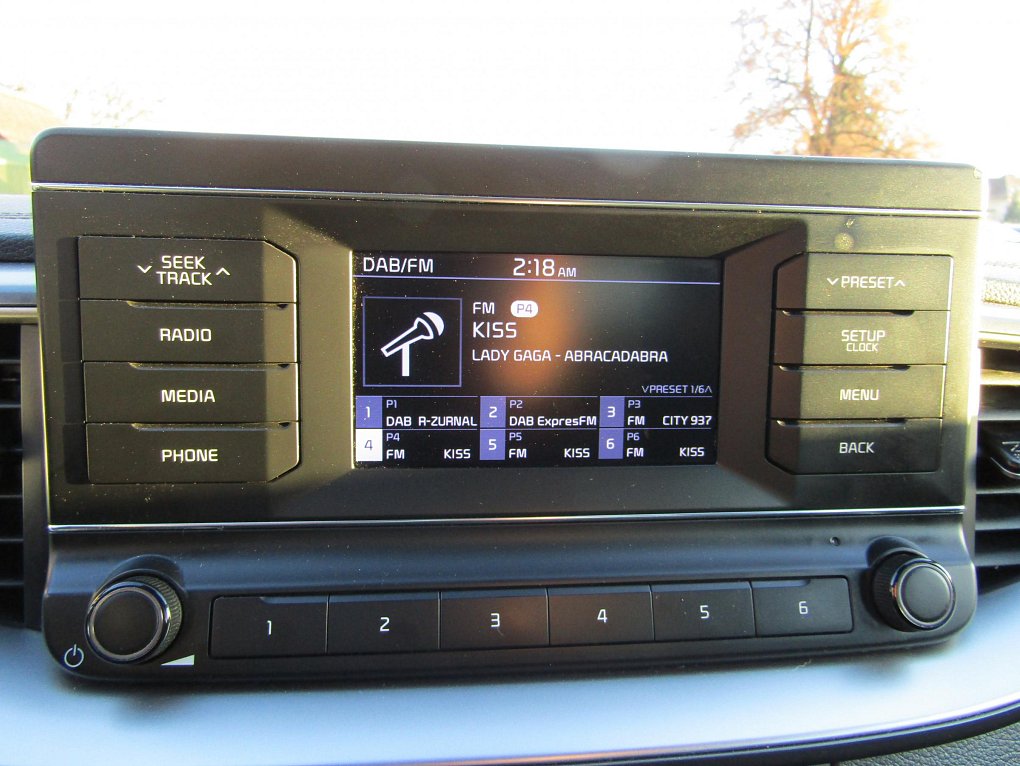 SEEK
TRACK
RADIO
MEDIA
PHONE
DAB/FM 2:18 AM
FM P4
KISS
LADY GAGA - ABRACADABRA
PRESET 1/6
1 P1 DAB R-ZURNAL
2 P2 DAB ExpresFM
3 P3 FM CITY 937
4 P4 FM KISS
5 P5 FM KISS
6 P6 FM KISS
PRESET
SETUP
CLOCK
MENU
BACK
1 2 3 4 5 6